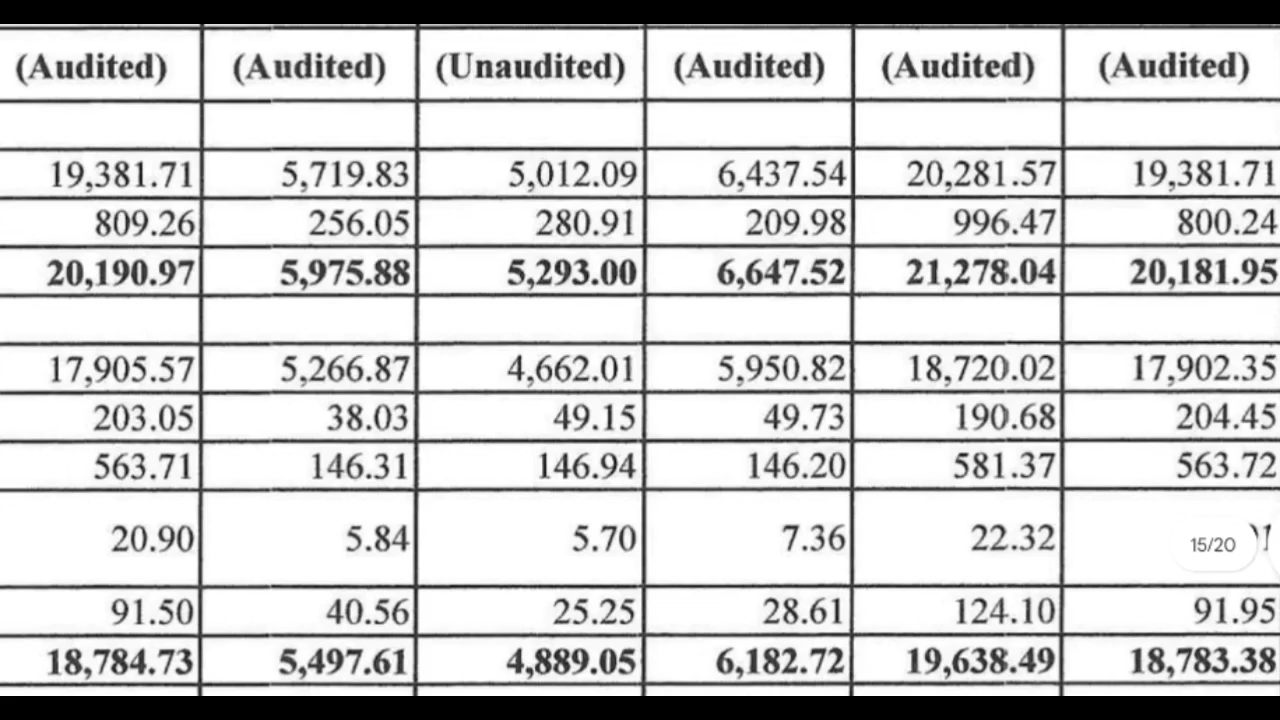 (Audited) (Audited) (Unaudited) (Audited) (Audited) (Audited)
19,381.71 5,719.83 5,012.09 6,437.54 20,281.57 19,381.71
809.26 256.05 280.91 209.98 996.47 800.24
20,190.97 5,975.88 5,293.00 6,647.52 21,278.04 20,181.95
17,905.57 5,266.87 4,662.01 5,950.82 18,720.02 17,902.35
203.05 38.03 49.15 49.73 190.68 204.45
563.71 146.31 146.94 146.20 581.37 563.72
20.90 5.84 5.70 7.36 22.32
15/20
91.50 40.56 25.25 28.61 124.10 91.95
18,784.73 5,497.61 4,889.05 6,182.72 19,638.49 18,783.38